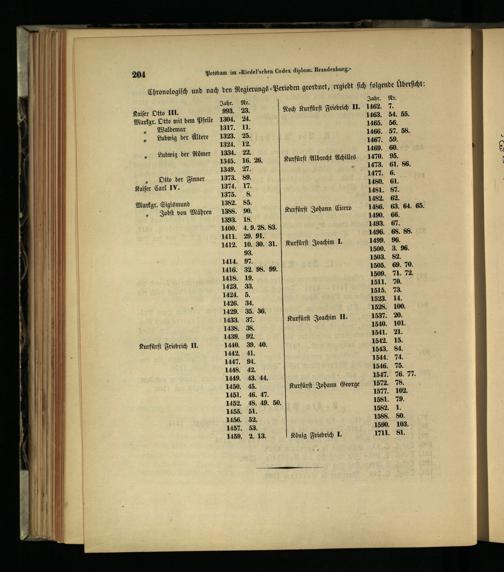 204
Potsdam im »Riedel'schen Codex diplom. Brandenburg.«
Chronologisch und nach den Regierungs-Perioden geordnet, ergiebt sich folgende Übersicht:
Jahr. Nr.
Kaiser Otto III. 993. 23.
Markgr. Otto mit dem Pfeile 1304. 24.
„ Waldemar 1317. 11.
„ Ludwig der Ältere 1323. 25.
1324. 12.
„ Ludwig der Römer 1334. 22.
1345. 16. 26.
1349. 27.
„ Otto der Finner 1373. 89.
Kaiser Carl IV. 1374. 17.
1375. 8.
Markgr. Sigismund 1382. 85.
„ Jobst von Mähren 1388. 90.
1393. 18.
1400. 4. 9. 28. 83.
1411. 29. 91.
1412. 10. 30. 31.
93.
1414. 97.
1416. 32. 98. 99.
1418. 19.
1423. 33.
1424. 5.
1426. 34.
1429. 35. 36.
1433. 37.
1438. 38.
1439. 92.
Kurfürst Friedrich II. 1440. 39. 40.
1442. 41.
1447. 94.
1448. 42.
1449. 43. 44.
1450. 45.
1451. 46. 47.
1452. 48. 49. 50.
1455. 51.
1456. 52.
1457. 53.
1459. 2. 13.
Jahr. Nr.
Noch Kurfürst Friedrich II. 1462. 7.
1463. 54. 55.
1465. 56.
1466. 57. 58.
1467. 59.
1469. 60.
Kurfürst Albrecht Achilles 1470. 95.
1473. 61. 86.
1477. 6.
1480. 61.
1481. 87.
1482. 62.
Kurfürst Johann Cicero 1486. 63. 64. 65.
1490. 66.
1493. 67.
1496. 68. 88.
Kurfürst Joachim I. 1499. 96.
1500. 3. 96.
1503. 82.
1505. 69. 70.
1509. 71. 72.
1511. 70.
1515. 73.
1523. 14.
1528. 100.
Kurfürst Joachim II. 1537. 20.
1540. 101.
1541. 21.
1542. 15.
1543. 84.
1544. 74.
1546. 75.
1547. 76. 77.
Kurfürst Johann George 1572. 78.
1577. 102.
1581. 79.
1582. 1.
1588. 80.
1590. 103.
König Friedrich I. 1711. 81.